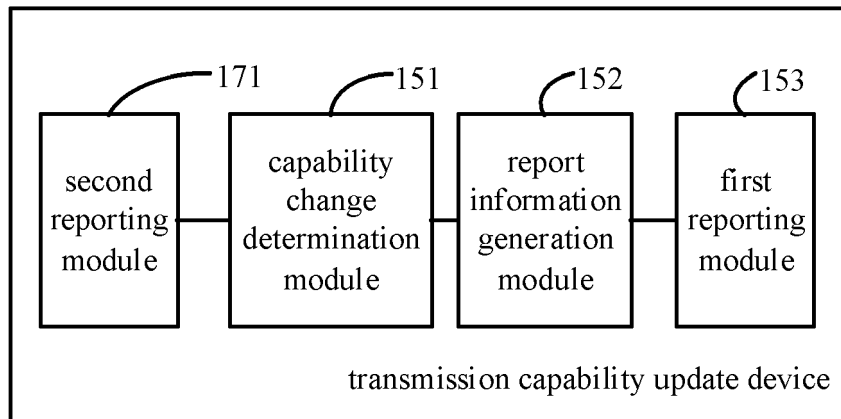 171
151
152
153
second
reporting
module
capability
change
determination
module
report
information
generation
module
first
reporting
module
transmission capability update device